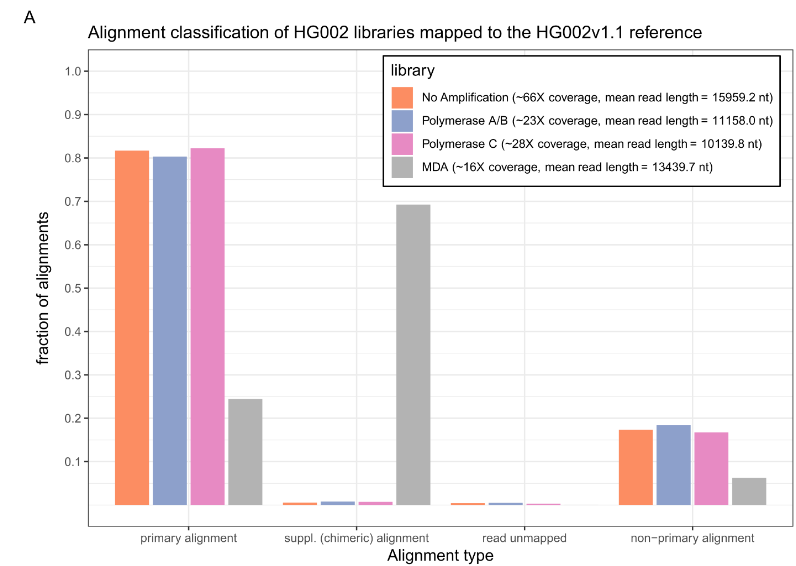 A
Alignment classification of HG002 libraries mapped to the HG002v1.1 reference
library
No Amplification (~66X coverage, mean read length = 15959.2 nt)
Polymerase A/B (~23X coverage, mean read length = 11158.0 nt)
Polymerase C (~28X coverage, mean read length = 10139.8 nt)
MDA (~16X coverage, mean read length = 13439.7 nt)
fraction of alignments
1.0
0.9
0.8
0.7
0.6
0.5
0.4
0.3
0.2
0.1
primary alignment
suppl. (chimeric) alignment
read unmapped
non−primary alignment
Alignment type